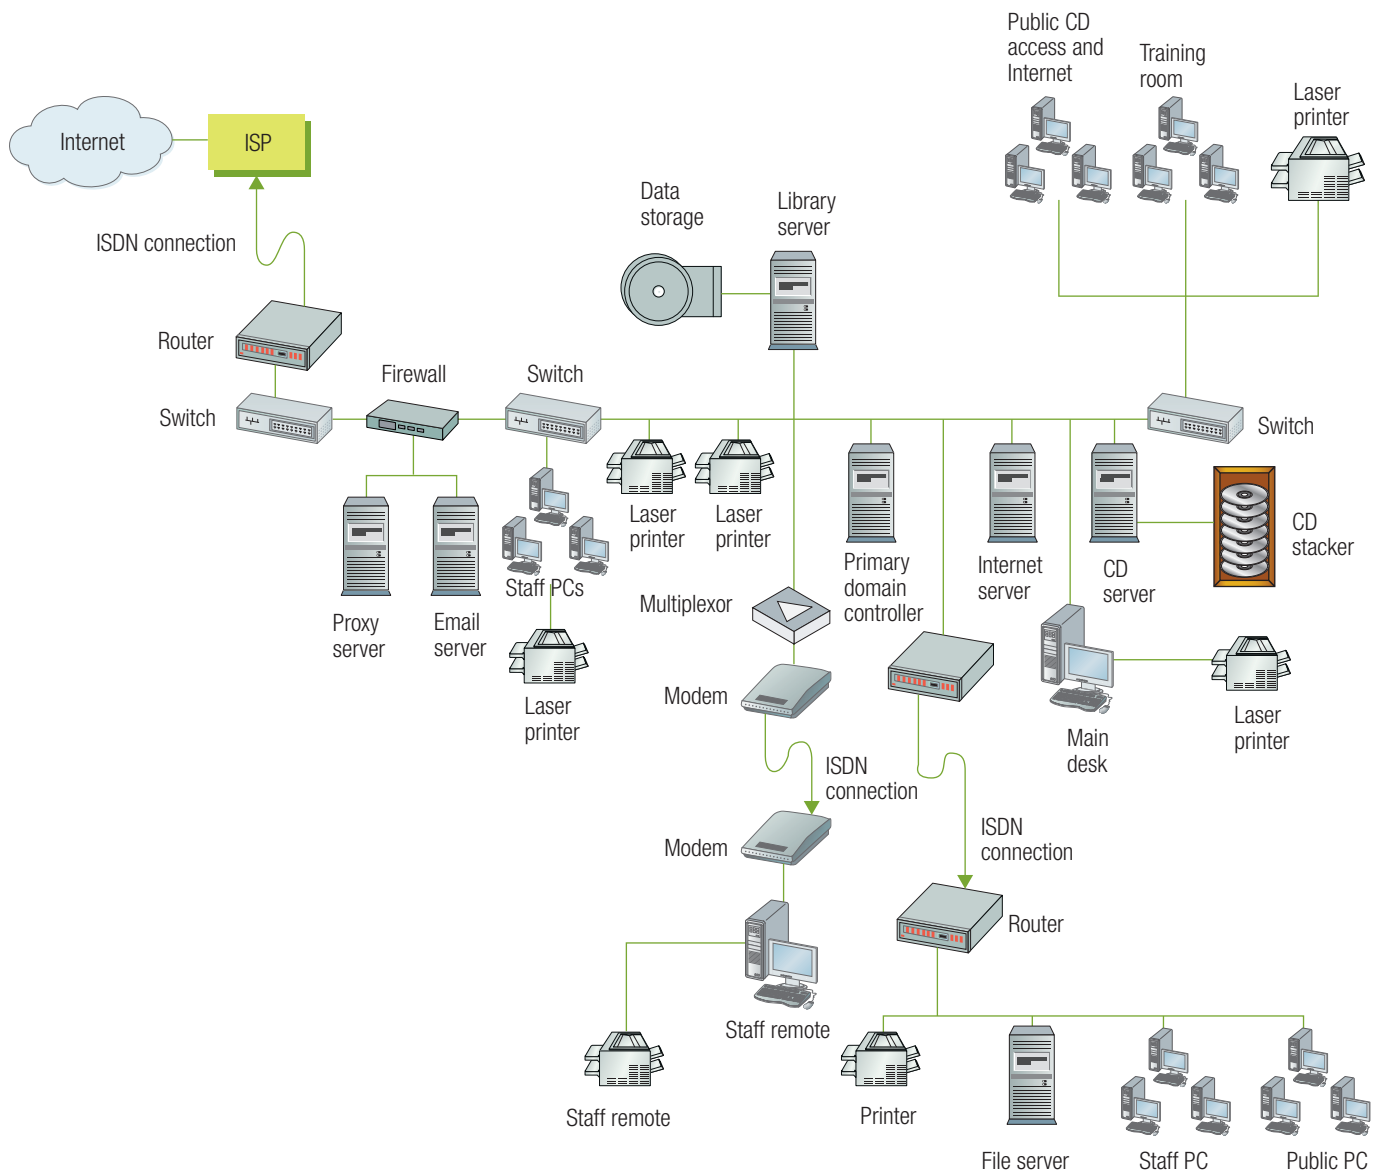 Public CD
access and
Internet
Training
room
Laser
printer
Internet
ISP
Data
storage
Library
server
ISDN connection
Router
Firewall
Switch
Switch
Switch
Laser
printer
Laser
printer
CD
stacker
Primary
domain
controller
Internet
server
CD
server
Staff PCs
Multiplexor
Proxy
server
Email
server
Modem
Laser
printer
Laser
printer
Main
desk
ISDN
connection
ISDN
connection
Modem
Router
Staff remote
Staff remote
Printer
File server
Staff PC
Public PC